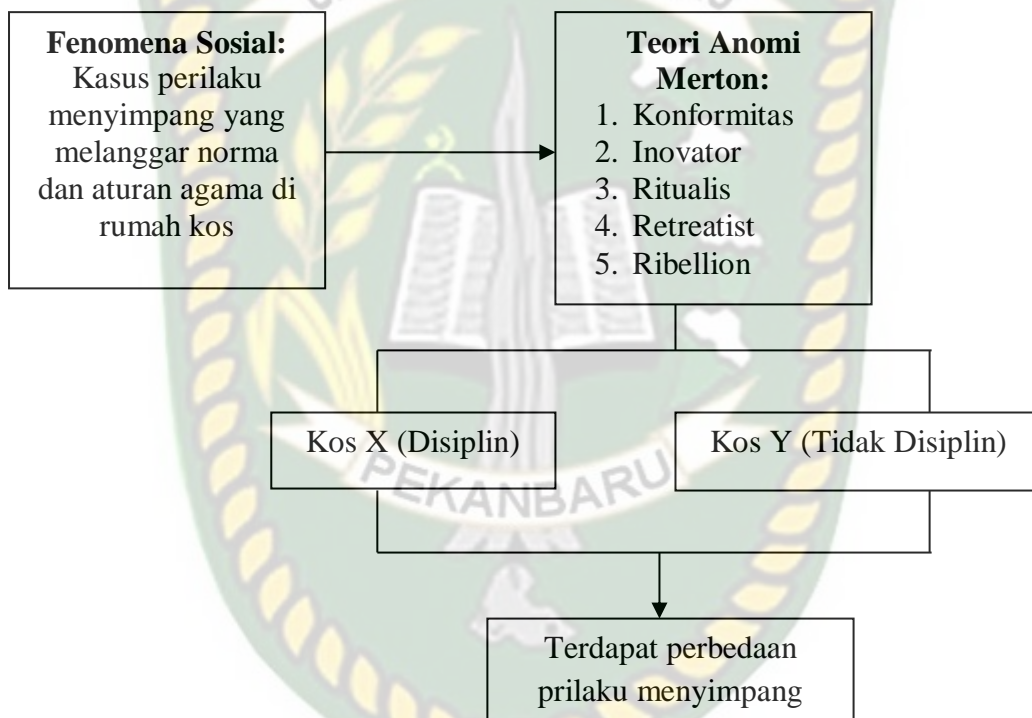 Fenomena Sosial:
Kasus perilaku
menyimpang yang
melanggar norma
dan aturan agama di
rumah kos
Teori Anomi
Merton:
1. Konformitas
2. Inovator
3. Ritualis
4. Retreatist
5. Ribellion
Kos X (Disiplin)
Kos Y (Tidak Disiplin)
PEKANBARU
Terdapat perbedaan
prilaku menyimpang